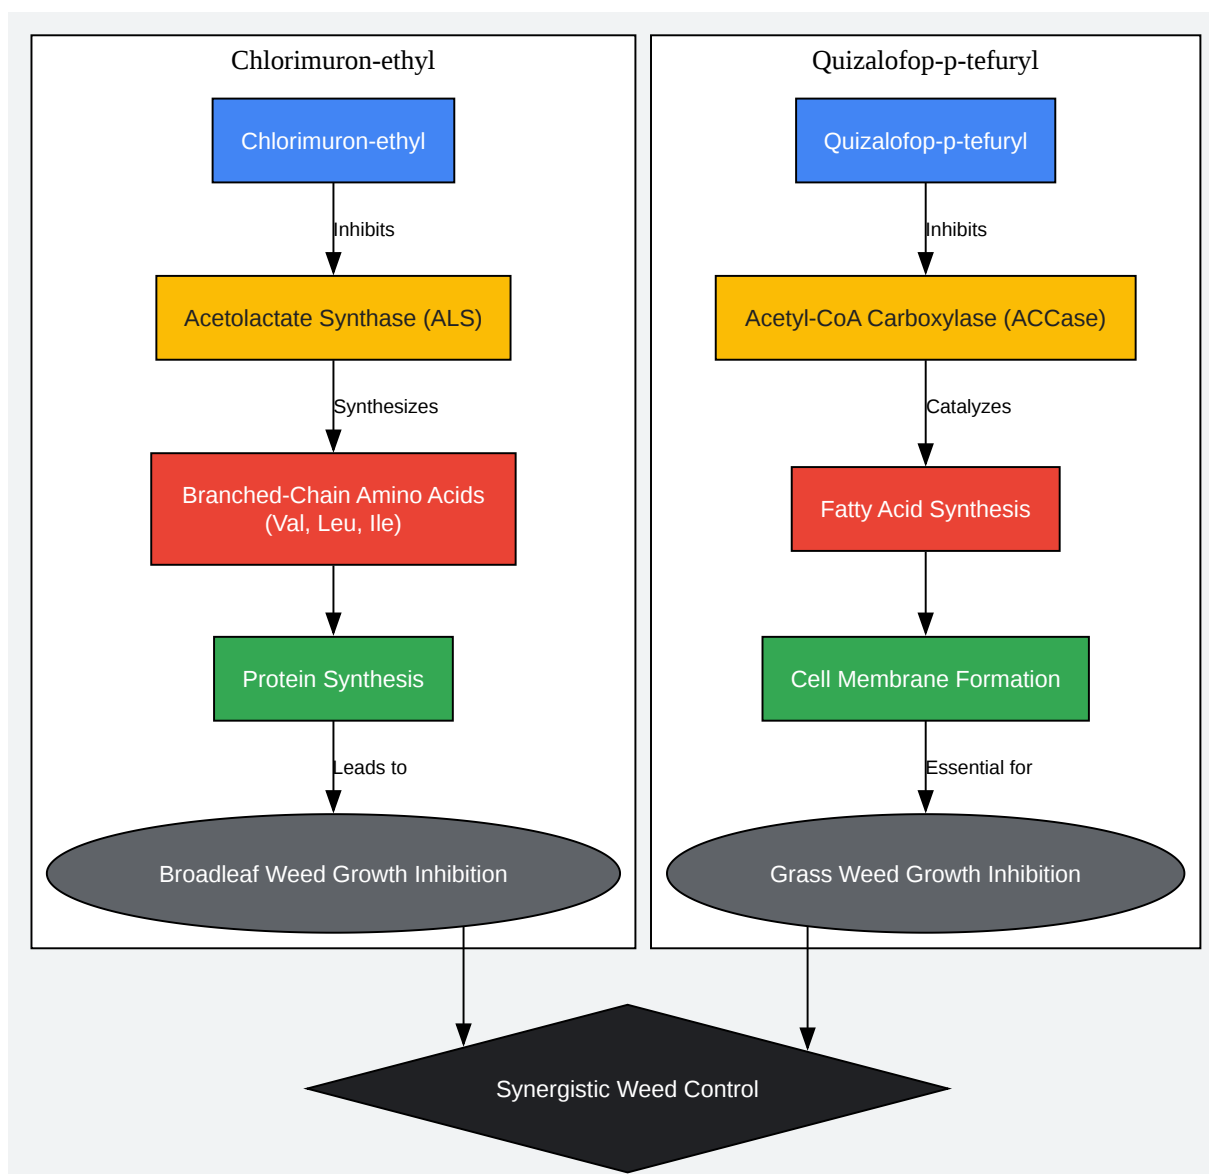 Chlorimuron-ethyl
Chlorimuron-ethyl
Inhibits
Acetolactate Synthase (ALS)
Synthesizes
Branched-Chain Amino Acids
(Val, Leu, Ile)
Protein Synthesis
Leads to
Broadleaf Weed Growth Inhibition
Quizalofop-p-tefuryl
Quizalofop-p-tefuryl
Inhibits
Acetyl-CoA Carboxylase (ACCase)
Catalyzes
Fatty Acid Synthesis
Cell Membrane Formation
Essential for
Grass Weed Growth Inhibition
Synergistic Weed Control